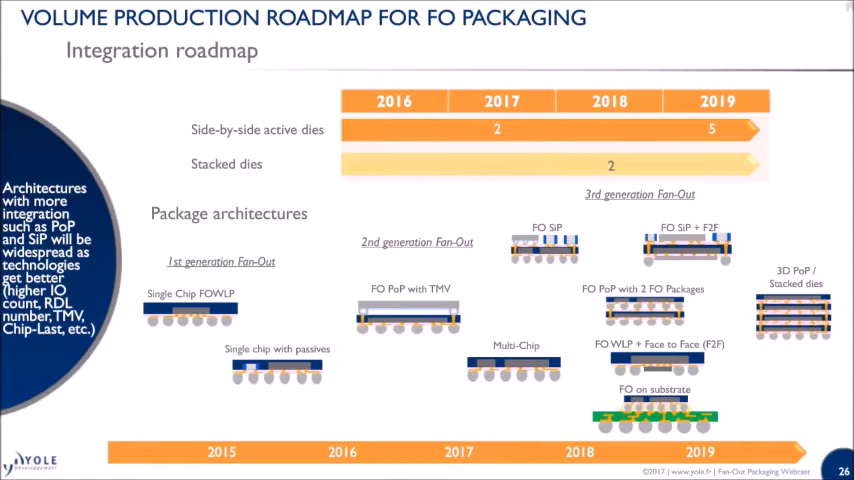 VOLUME PRODUCTION ROADMAP FOR FO PACKAGING
Integration roadmap
2016 2017 2018 2019
Side-by-side active dies 2 5
Stacked dies 2
Architectures
with more
integration
such as PoP
and SiP will be
widespread as
technologies
get better
(higher IO
count, RDL
number, TMV,
Chip-Last, etc.)
Package architectures
3rd generation Fan-Out
2nd generation Fan-Out
1st generation Fan-Out
FO SiP
FO SiP + F2F
3D PoP /
Stacked dies
Single Chip FOWLP
FO PoP with TMV
FO PoP with 2 FO Packages
Single chip with passives
Multi-Chip
FO WLP + Face to Face (F2F)
FO on substrate
2015 2016 2017 2018 2019
YOLE
Développement
©2017 | www.yole.fr | Fan-Out Packaging Webcast
26